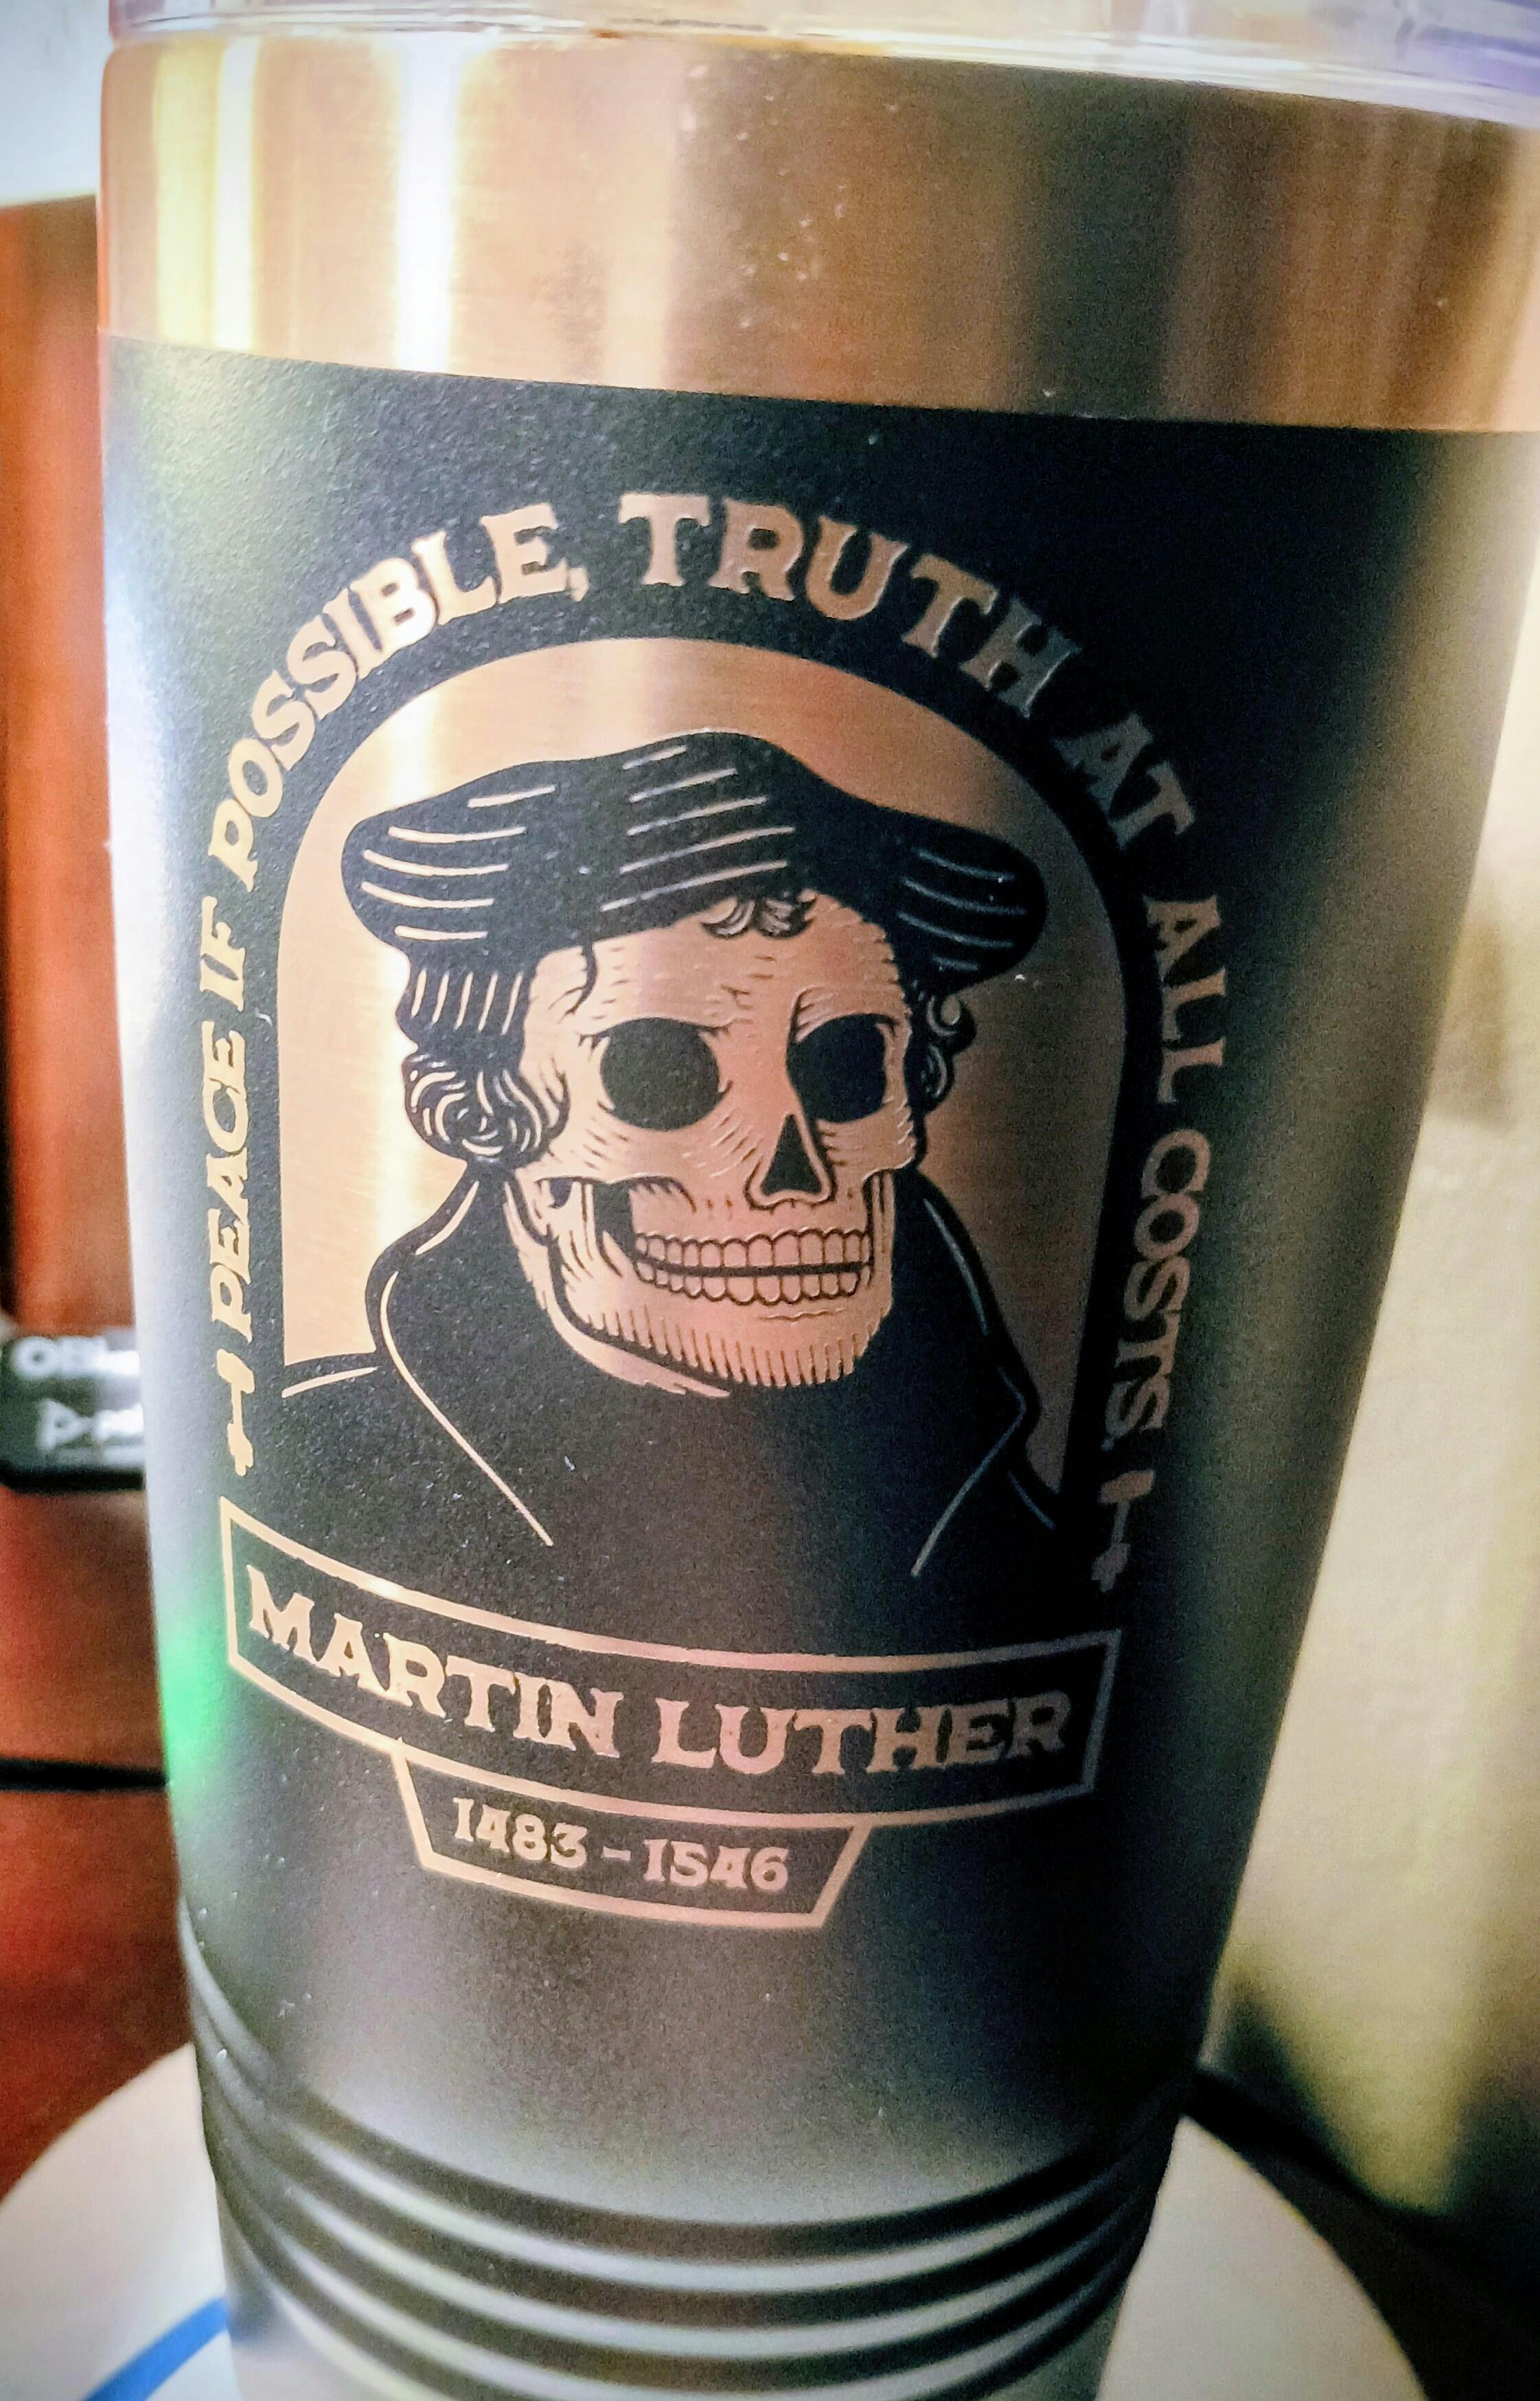 PEACE IF POSSIBLE, TRUTH AT ALL COSTS
MARTIN LUTHER
1483 - 1546